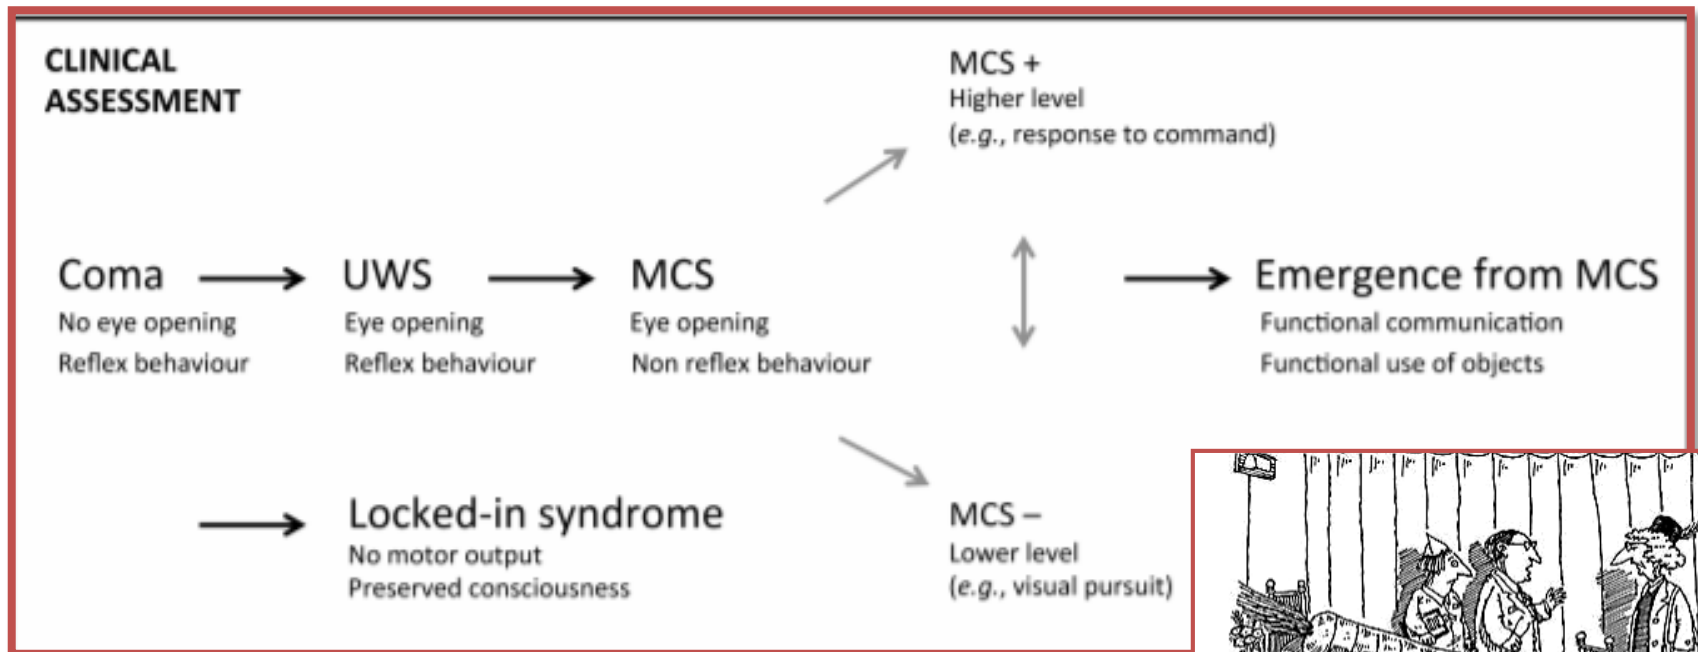 CLINICAL
ASSESSMENT
MCS +
Higher level
(e.g., response to command)
Coma
No eye opening
Reflex behaviour
UWS
Eye opening
Reflex behaviour
MCS
Eye opening
Non reflex behaviour
Emergence from MCS
Functional communication
Functional use of objects
Locked-in syndrome
No motor output
Preserved consciousness
MCS –
Lower level
(e.g., visual pursuit)